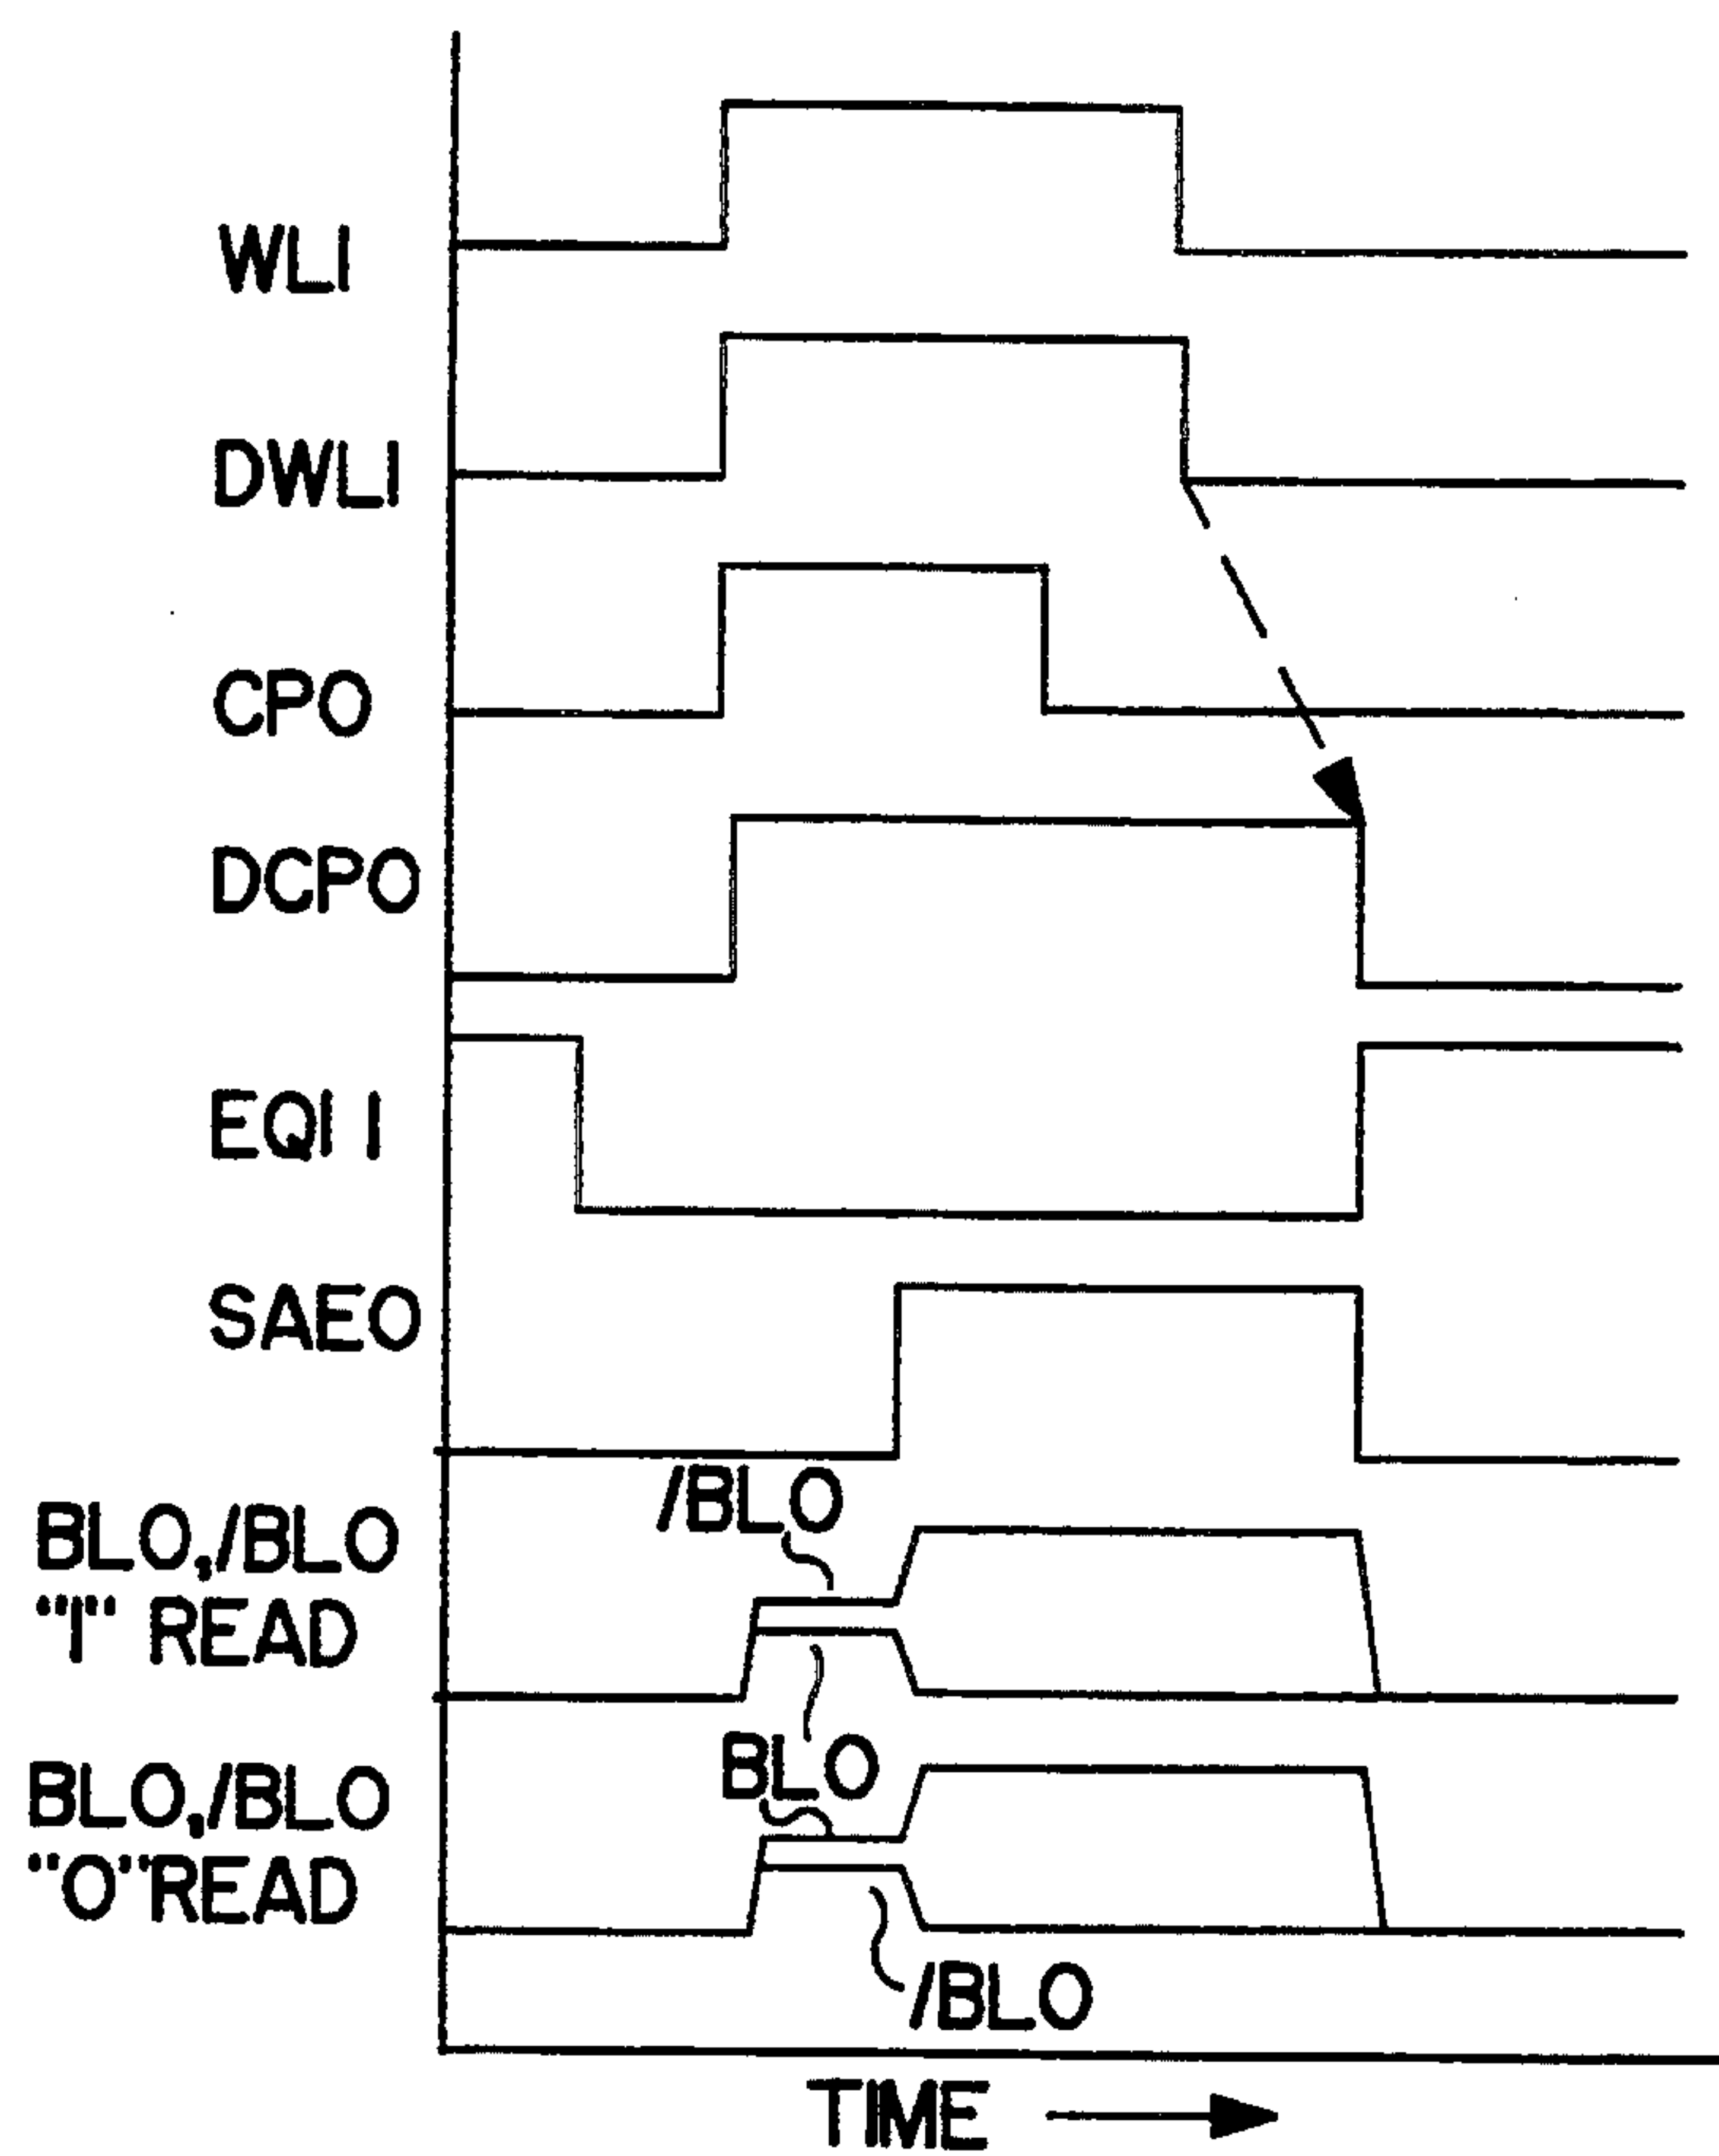 WLI
DWLI
CPO
DCPO
EQI I
SAEO
/BLO
BLO,/BLO
"I" READ
BLO
BLO,/BLO
"O" READ
/BLO
TIME